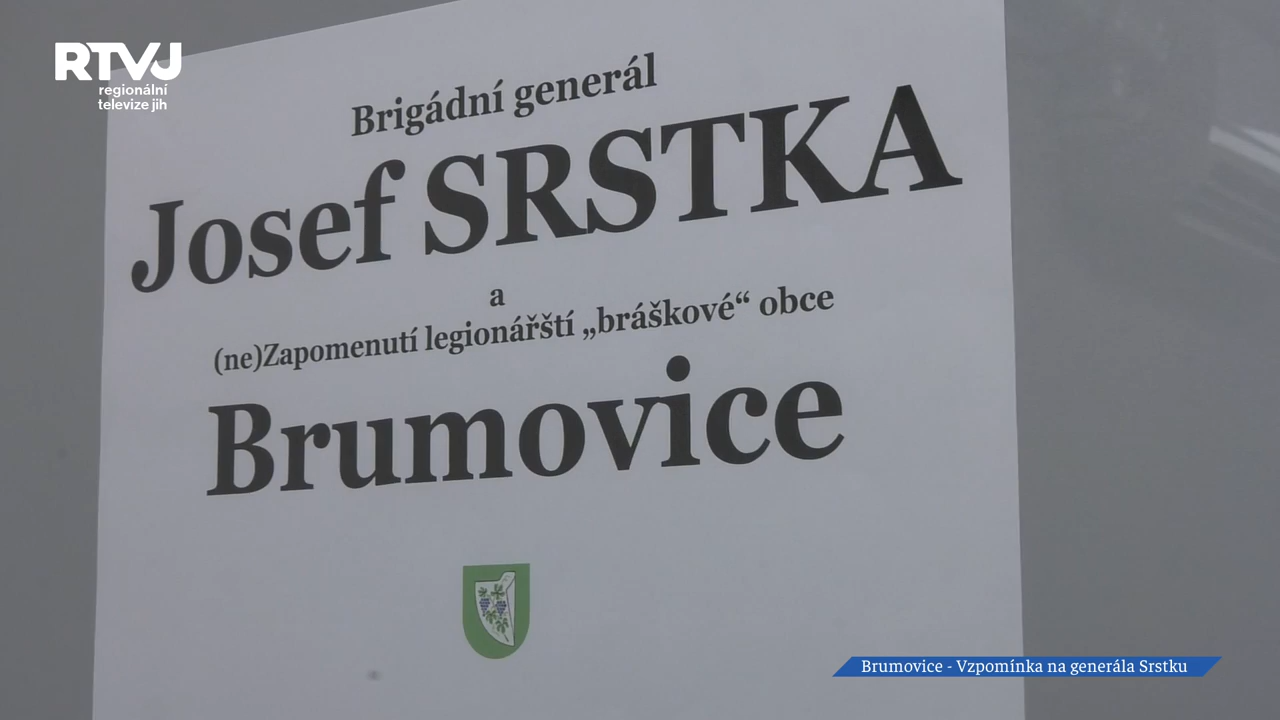 RTVJ
regionální
televize jih
Brigádní generál
Josef SRSTKA
a
(ne)Zapomenutí legionářští „bráškové“ obce
Brumovice
Brumovice - Vzpomínka na generála Srstku